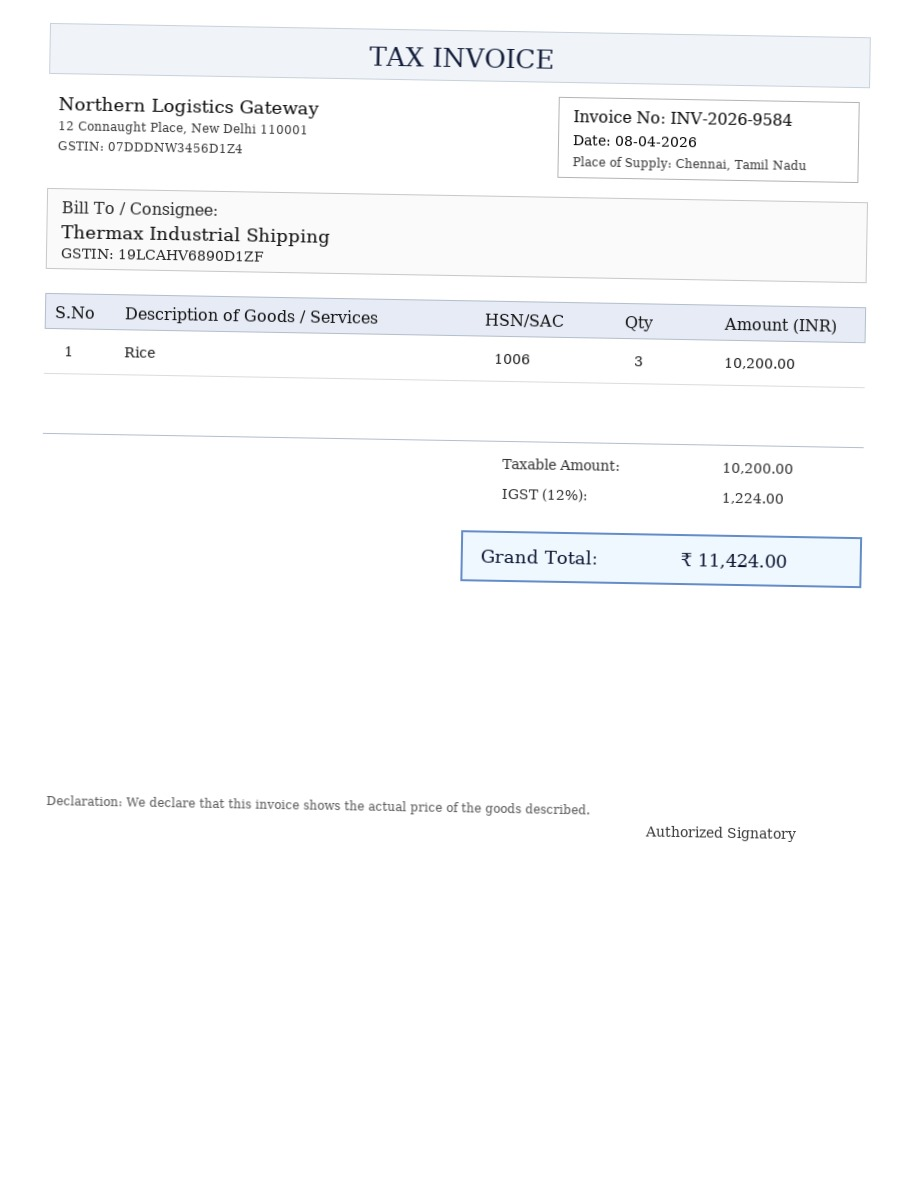 TAX INVOICE
Northern Logistics Gateway
12 Connaught Place, New Delhi 110001
GSTIN: 07DDDNW3456D1Z4
Invoice No: INV-2026-9584
Date: 08-04-2026
Place of Supply: Chennai, Tamil Nadu
Bill To / Consignee:
Thermax Industrial Shipping
GSTIN: 19LCAHV6890D1ZF
S.No Description of Goods / Services HSN/SAC Qty Amount (INR)
1 Rice 1006 3 10,200.00
Taxable Amount: 10,200.00
IGST (12%): 1,224.00
Grand Total: ₹ 11,424.00
Declaration: We declare that this invoice shows the actual price of the goods described.
Authorized Signatory